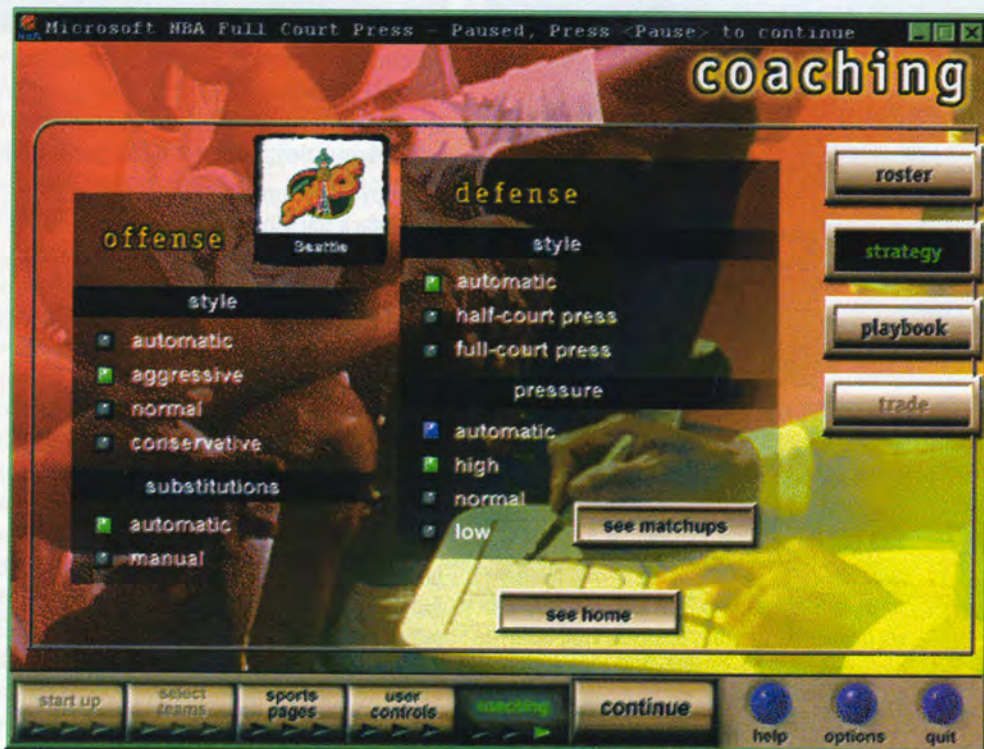 Microsoft NBA Full Court Press - Paused, Press <Pause> to continue
coaching
SONICS
Seattle
offense
style
automatic
aggressive
normal
conservative
substitutions
automatic
manual
defense
style
automatic
half-court press
full-court press
pressure
automatic
high
normal
low
see matchups
see home
roster
strategy
playbook
trade
start up
select teams
sports pages
user controls
coaching
continue
help
options
quit